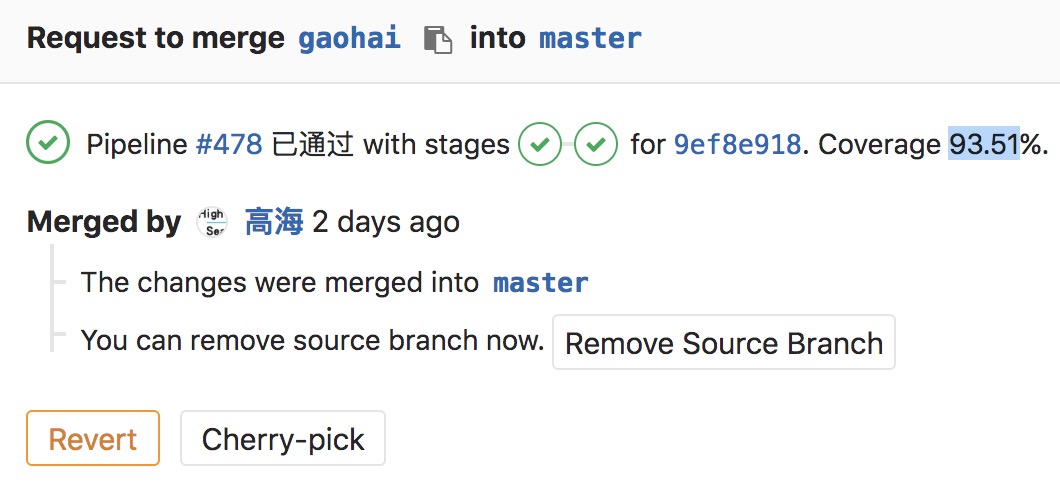 Request to merge gaohai into master
Pipeline #478 已通过 with stages for 9ef8e918. Coverage 93.51%.
Merged by High Sea 高海 2 days ago
The changes were merged into master
You can remove source branch now. Remove Source Branch
Revert Cherry-pick